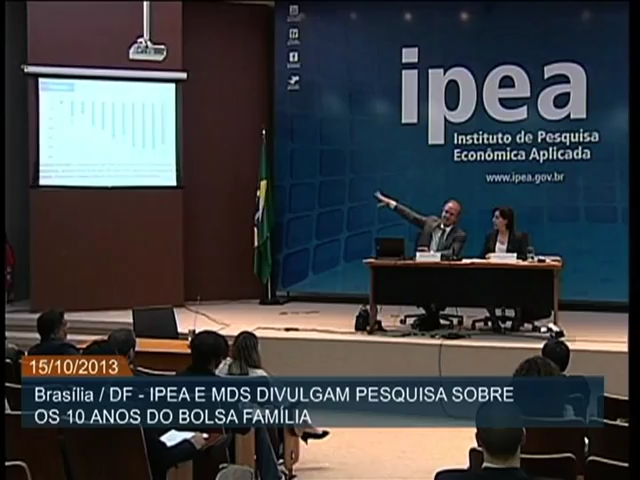 ipea
Instituto de Pesquisa
Econômica Aplicada
www.ipea.gov.br
15/10/2013
Brasília / DF - IPEA E MDS DIVULGAM PESQUISA SOBRE
OS 10 ANOS DO BOLSA FAMÍLIA